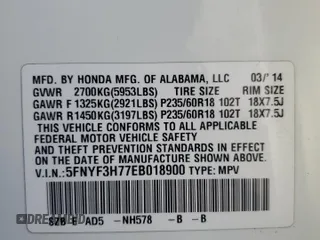 MFD. BY HONDA MFG. OF ALABAMA, LLC 03/'14
GVWR 2700KG(5953LBS) TIRE SIZE RIM SIZE
GAWR F 1325KG(2921LBS) P235/60R18 102T 18X7.5J
GAWR R 1450KG(3197LBS) P235/60R18 102T 18X7.5J
THIS VEHICLE CONFORMS TO ALL APPLICABLE
FEDERAL MOTOR VEHICLE SAFETY, BUMPER AND
THEFT PREVENTION STANDARDS IN EFFECT ON THE
DATE OF MANUFACTURE SHOWN ABOVE.
V.I.N.: 5FNYF3H77EB018900 TYPE: MPV
SZB E AD5 -NH578 -B -B
DREAMBID